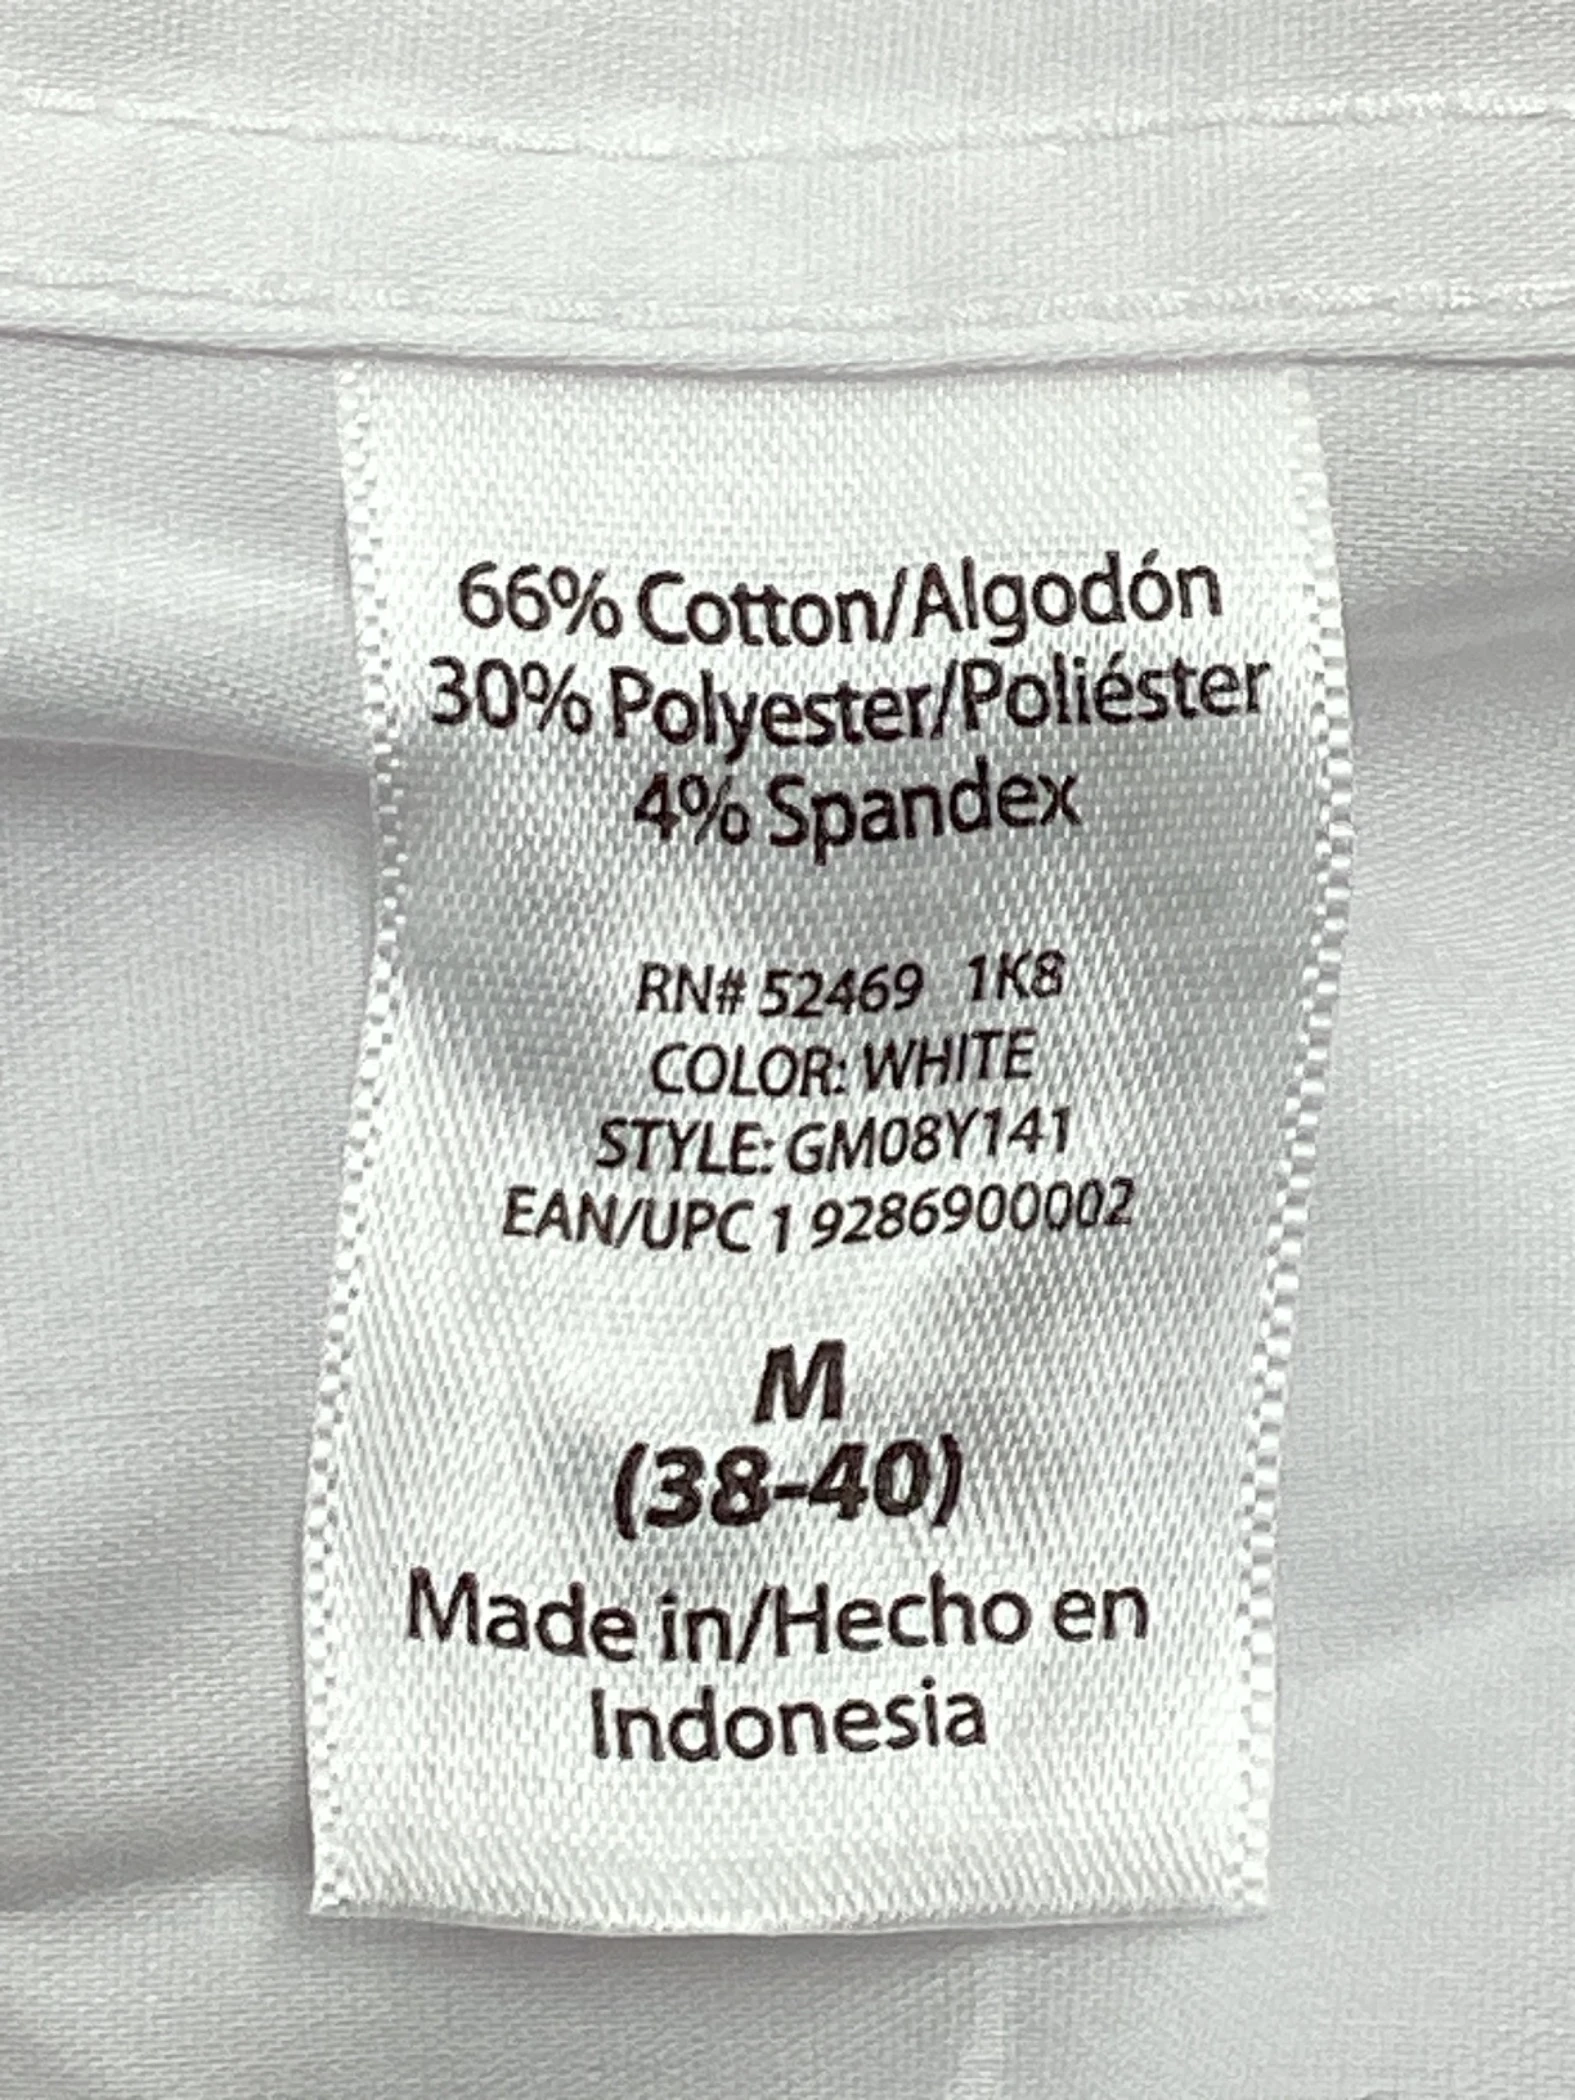 66% Cotton/Algodón
30% Polyester/Poliéster
4% Spandex
RN# 52469 1K8
COLOR: WHITE
STYLE: GM08Y141
EAN/UPC 1 9286900002
M
(38-40)
Made in/Hecho en
Indonesia